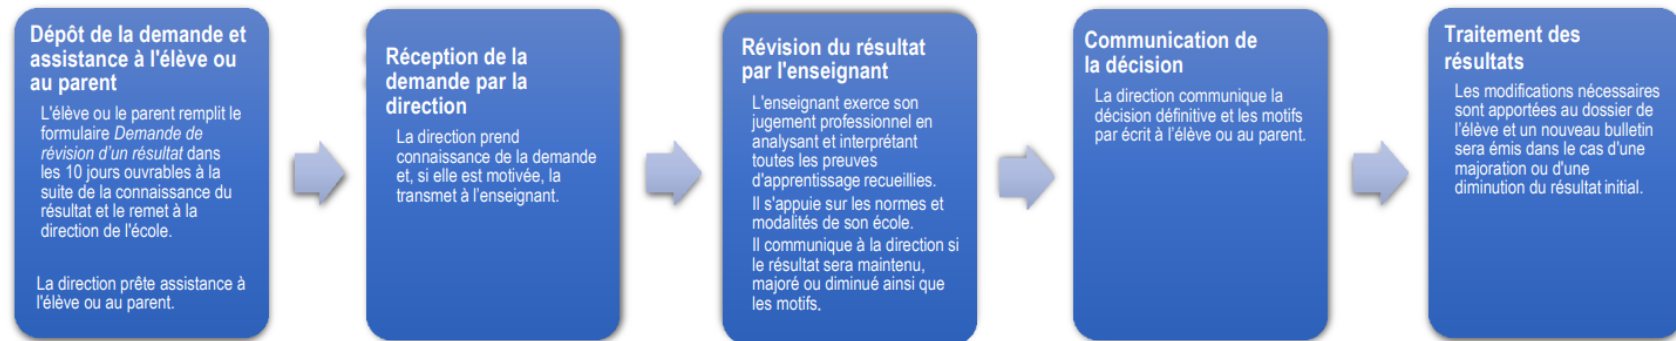 Dépôt de la demande et
assistance à l'élève ou
au parent
L'élève ou le parent remplit le
formulaire Demande de
révision d'un résultat dans
les 10 jours ouvrables à la
suite de la connaissance du
résultat et le remet à la
direction de l'école.
La direction prête assistance à
l'élève ou au parent.
Réception de la
demande par la
direction
La direction prend
connaissance de la demande
et, si elle est motivée, la
transmet à l'enseignant.
Révision du résultat
par l'enseignant
L'enseignant exerce son
jugement professionnel en
analysant et interprétant
toutes les preuves
d'apprentissage recueillies.
Il s'appuie sur les normes et
modalités de son école.
Il communique à la direction si
le résultat sera maintenu,
majoré ou diminué ainsi que
les motifs.
Communication de
la décision
La direction communique la
décision définitive et les motifs
par écrit à l'élève ou au parent.
Traitement des
résultats
Les modifications nécessaires
sont apportées au dossier de
l'élève et un nouveau bulletin
sera émis dans le cas d'une
majoration ou d'une
diminution du résultat initial.